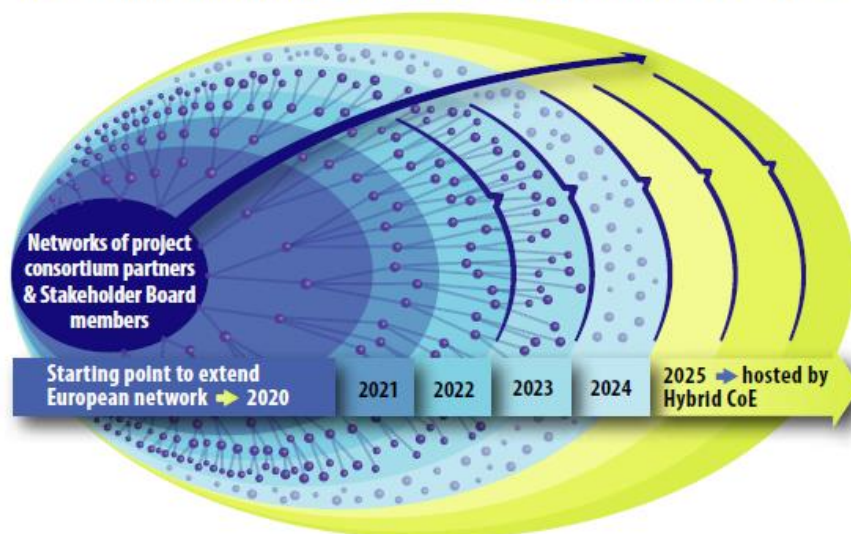 Networks of project
consortium partners
& Stakeholder Board
members
Starting point to extend
European network ➔ 2020
2021
2022
2023
2024
2025 ➔ hosted by
Hybrid CoE